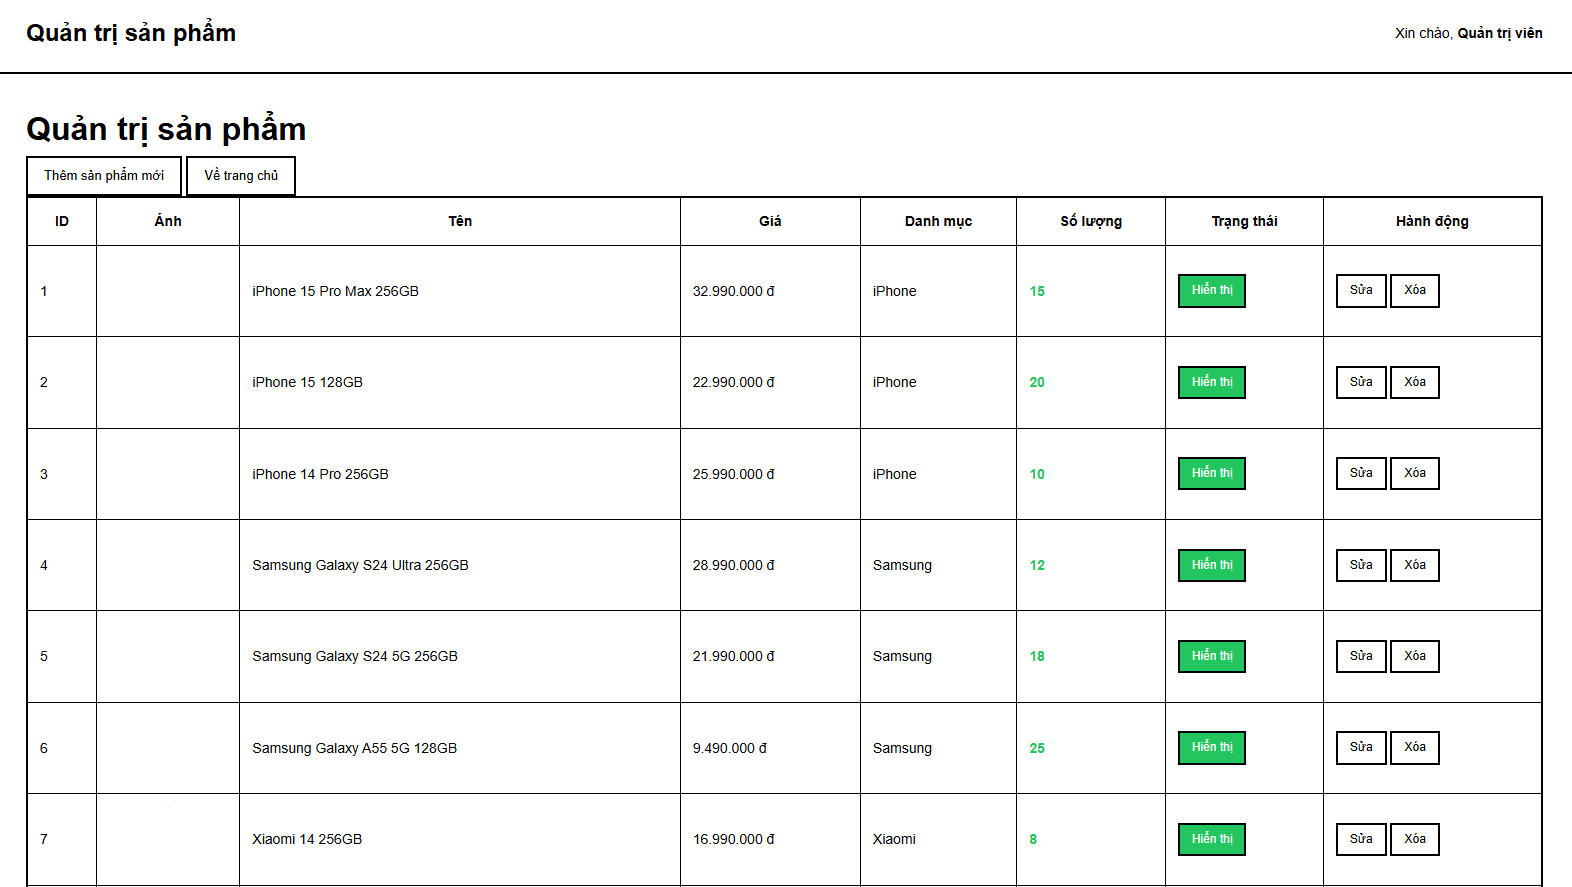 Quản trị sản phẩm
Xin chào, Quản trị viên
Quản trị sản phẩm
Thêm sản phẩm mới Về trang chủ
ID Ảnh Tên Giá Danh mục Số lượng Trạng thái Hành động
1 iPhone 15 Pro Max 256GB 32.990.000 đ iPhone 15 Hiển thị Sửa Xóa
2 iPhone 15 128GB 22.990.000 đ iPhone 20 Hiển thị Sửa Xóa
3 iPhone 14 Pro 256GB 25.990.000 đ iPhone 10 Hiển thị Sửa Xóa
4 Samsung Galaxy S24 Ultra 256GB 28.990.000 đ Samsung 12 Hiển thị Sửa Xóa
5 Samsung Galaxy S24 5G 256GB 21.990.000 đ Samsung 18 Hiển thị Sửa Xóa
6 Samsung Galaxy A55 5G 128GB 9.490.000 đ Samsung 25 Hiển thị Sửa Xóa
7 Xiaomi 14 256GB 16.990.000 đ Xiaomi 8 Hiển thị Sửa Xóa